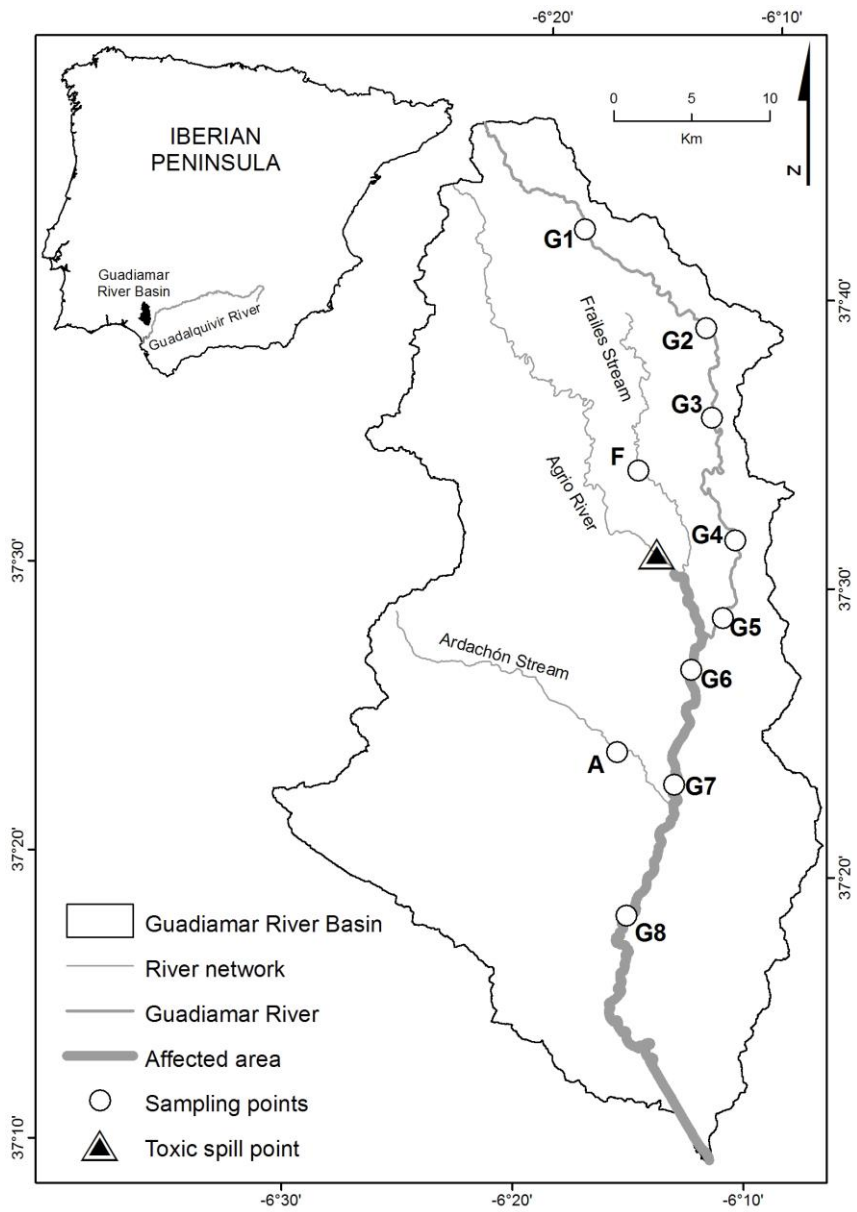 -6°20'
-6°10'
0
5
10
Km
N
IBERIAN
PENINSULA
Guadiamar
River Basin
Guadalquivir River
G1
37°40'
G2
Frailes Stream
G3
F
Agrio River
G4
37°30'
37°30'
G5
Ardachón Stream
G6
A
G7
37°20'
37°20'
G8
Guadiamar River Basin
River network
Guadiamar River
Affected area
Sampling points
Toxic spill point
37°10'
-6°30'
-6°20'
-6°10'